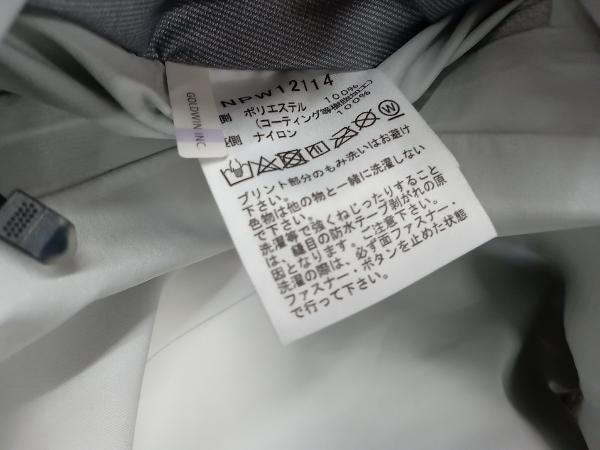 GOLDWIN INC.
NPW12114
側 ポリエステル 100%
(コーティング等樹脂加工)
裏側 ナイロン 100%
プリント部分のもみ洗いはお避け
下さい。
色物は他の物と一緒に洗濯しない
で下さい。
洗濯等で強くねじったりすること
は、縫目の防水テープ剥がれの原
因となります。ご注意下さい。
洗濯の際は、必ず面ファスナー・
ファスナー・ボタンを止めた状態
で行って下さい。